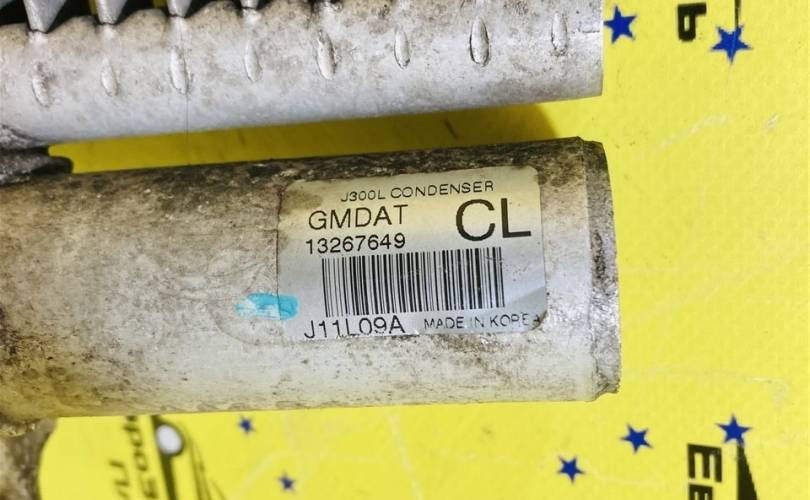 J300L CONDENSER
GMDAT CL
13267649
J11L09A MADE IN KOREA